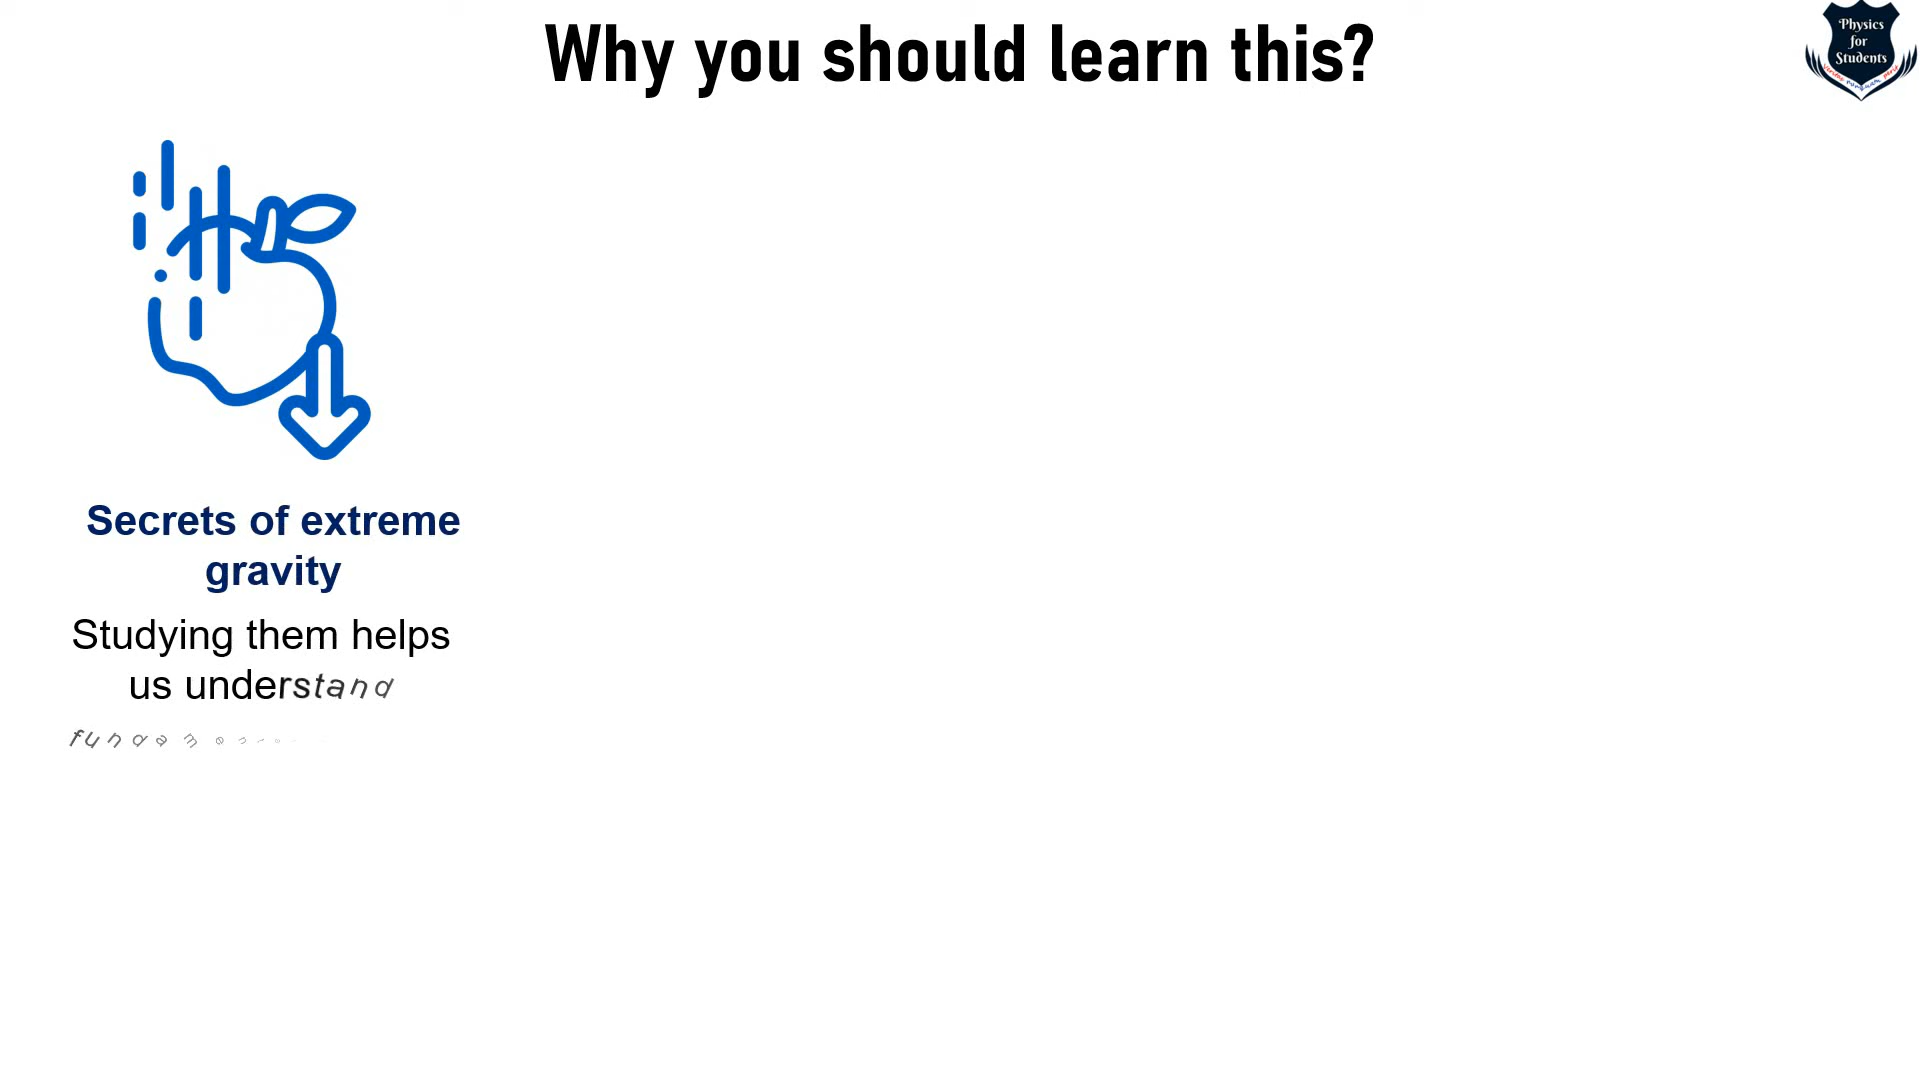 Why you should learn this?
Physics
for
Students
Secrets of extreme
gravity
Studying them helps
us understand